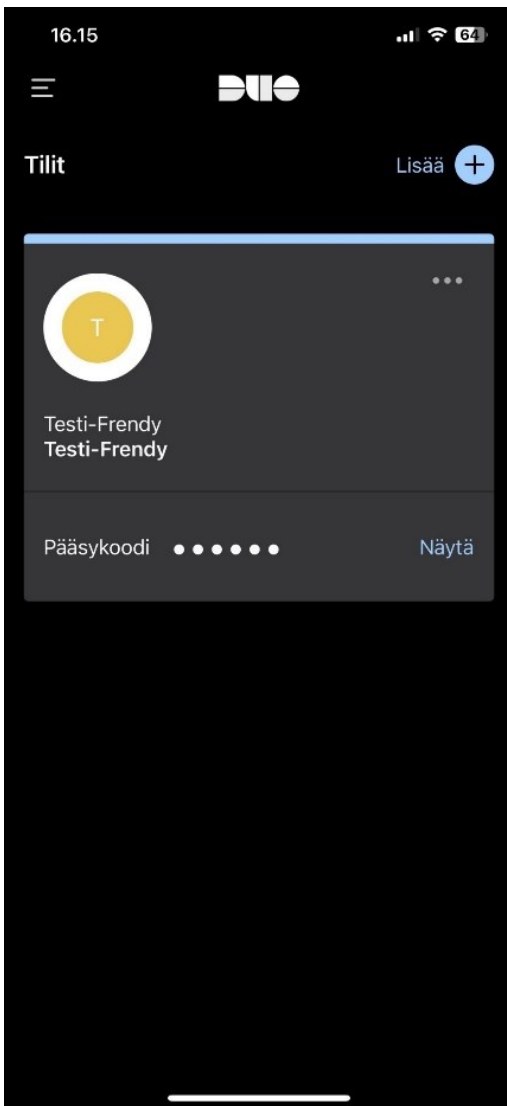 16.15
64
DUO
Tilit
Lisää
T
Testi-Frendy
Testi-Frendy
Pääsykoodi ●●●●●●
Näytä